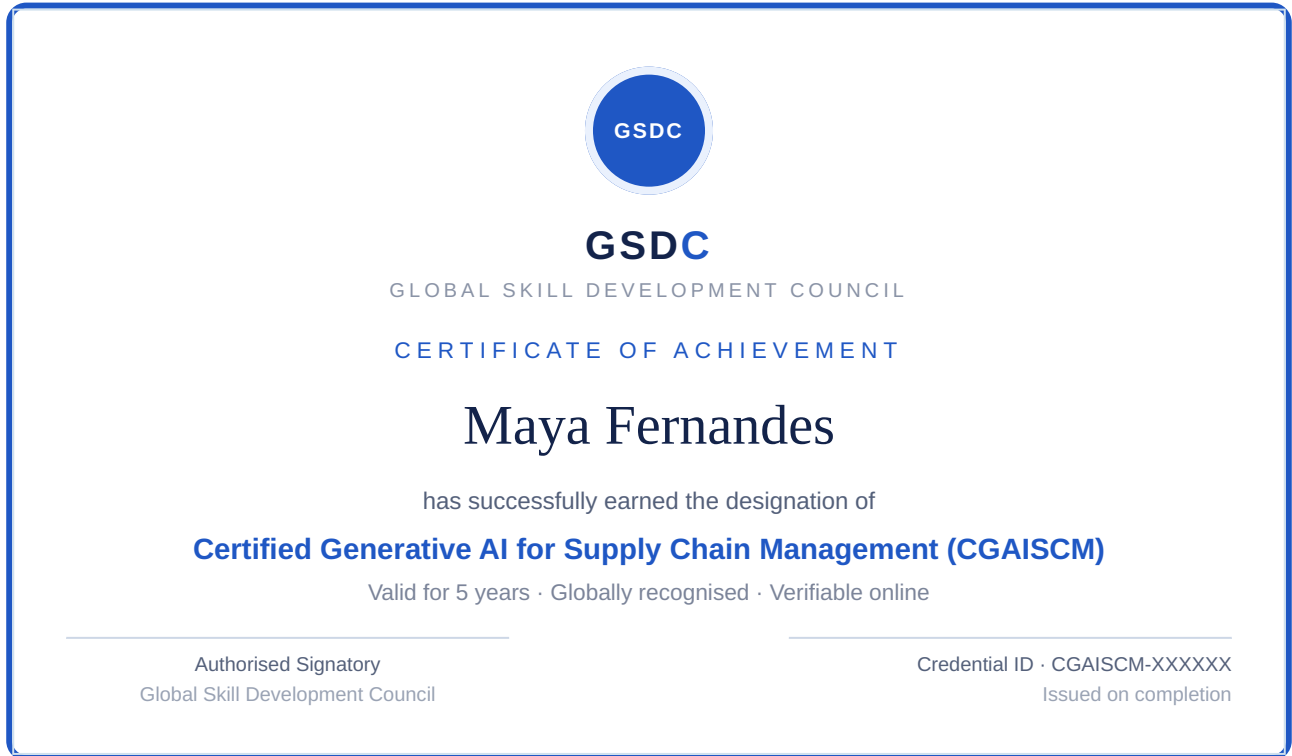 GSDC
GSDC
GLOBAL SKILL DEVELOPMENT COUNCIL
CERTIFICATE OF ACHIEVEMENT
Maya Fernandes
has successfully earned the designation of
Certified Generative AI for Supply Chain Management (CGAISCM)
Valid for 5 years · Globally recognised · Verifiable online
Authorised Signatory
Global Skill Development Council
Credential ID · CGAISCM-XXXXXX
Issued on completion